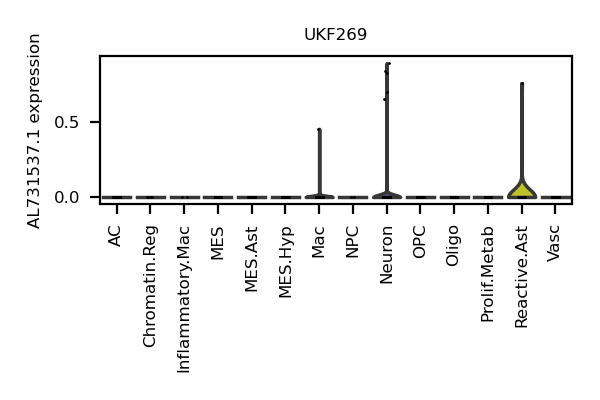 UKF269
AL731537.1 expression
0.5
0.0
AC
Chromatin.Reg
Inflammatory.Mac
MES
MES.Ast
MES.Hyp
Mac
NPC
Neuron
OPC
Oligo
Prolif.Metab
Reactive.Ast
Vasc